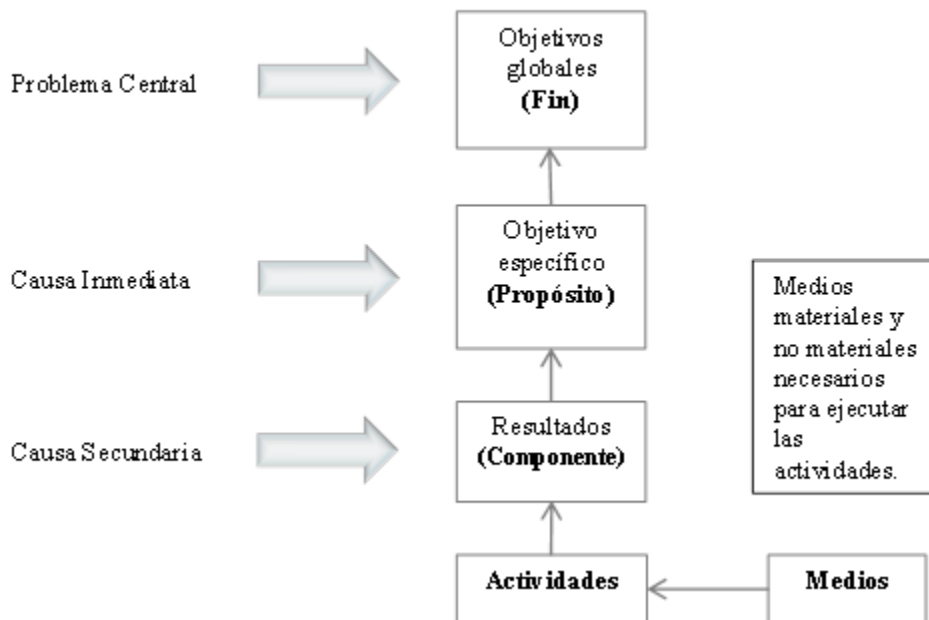 Objetivos
globales
(Fin)
Problema Central
Objetivo
específico
(Propósito)
Causa Inmediata
Medios
materiales y
no materiales
necesarios
para ejecutar
las
actividades.
Resultados
(Componente)
Causa Secundaria
Actividades
Medios